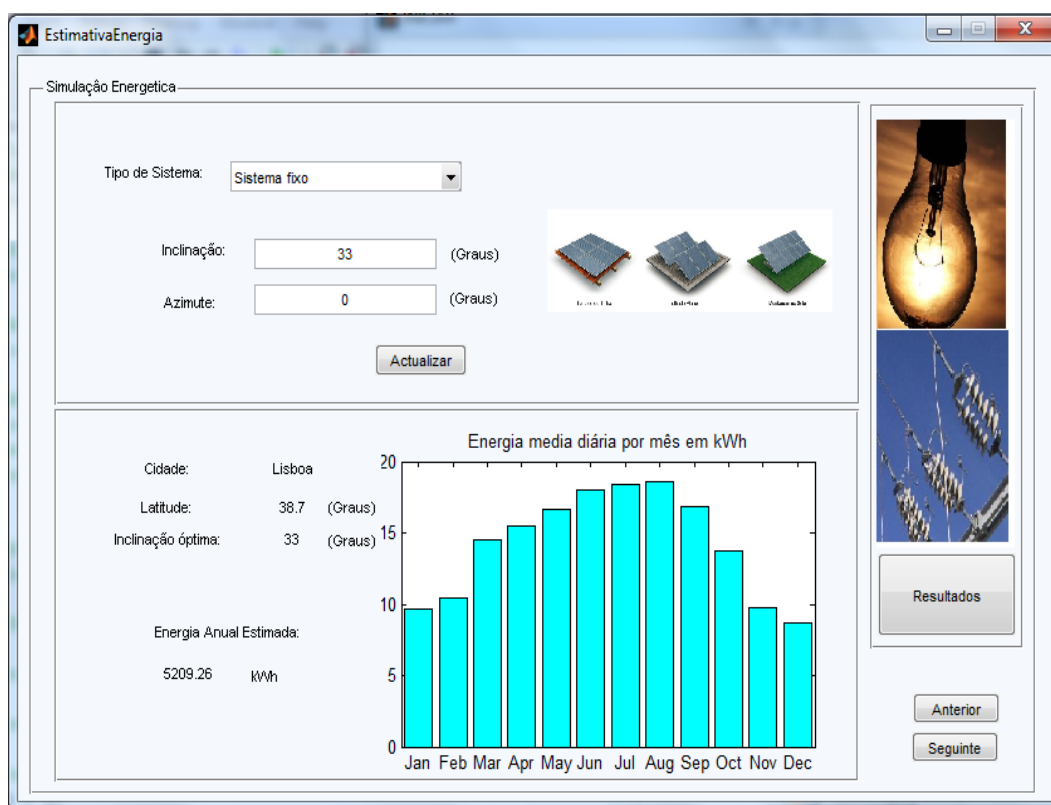 EstimativaEnergia
Simulação Energetica
Tipo de Sistema:
Sistema fixo
Inclinação:
33
(Graus)
Azimute:
0
(Graus)
Actualizar
Energia media diária por mês em kWh
Cidade:
Lisboa
Latitude:
38.7
(Graus)
Inclinação óptima:
33
(Graus)
Energia Anual Estimada:
5209.26
kWh
20
15
10
5
0
Jan Feb Mar Apr May Jun Jul Aug Sep Oct Nov Dec
Resultados
Anterior
Seguinte